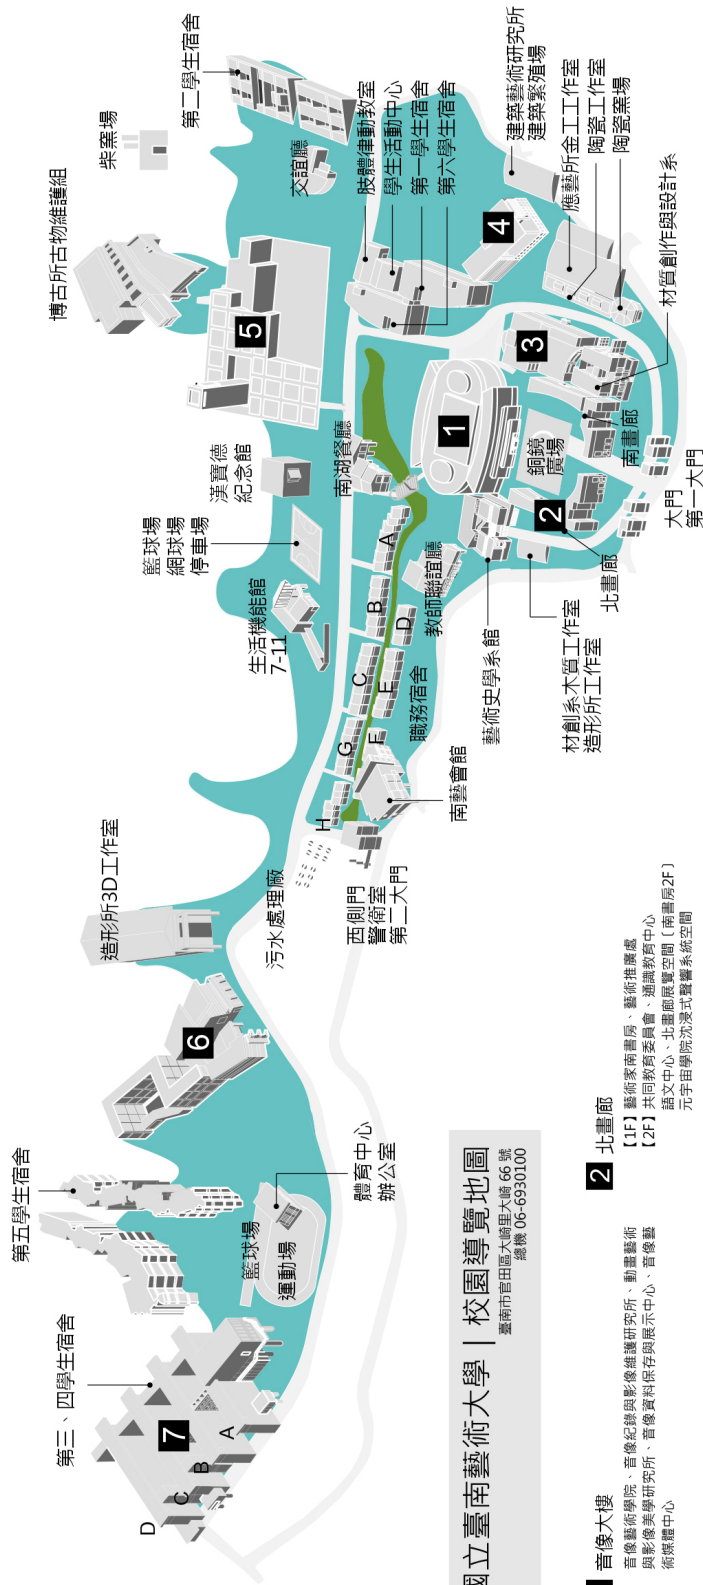 國立臺南藝術大學｜校園導覽地圖
臺南市官田區大崎里大崎 66 號
總機 06-6930100
第三、四學生宿舍
7
A
B
C
D
第五學生宿舍
籃球場
運動場
體育中心
辦公室
6
造形所3D工作室
污水處理廠
西側門
警衛室
第二大門
南藝會館
H
G
F
C
E
B
D
A
職務宿舍
教師聯誼廳
生活機能館
7-11
籃球場
網球場
停車場
漢寶德
紀念館
南湖餐廳
5
博古所古物維護組
柴窯場
第二學生宿舍
交誼廳
肢體律動教室
學生活動中心
第一學生宿舍
第六學生宿舍
4
建築藝術研究所
建築繁殖場
應藝所金工工作室
陶瓷工作室
陶瓷窯場
材質創作與設計系
3
1
銅鏡
廣場
2
南畫廊
大門
第一大門
北畫廊
材創系木質工作室
造形所工作室
藝術史學系館
音像大樓
音像藝術學院、音像紀錄與影像維護研究所、動畫藝術
與影像美學研究所、音像資料保存與展示中心、音像藝
術媒體中心
2 北畫廊
【1F】藝術家南書房、藝術推廣處
【2F】共同教育委員會、通識教育中心
語文中心、北畫廊展覽空間〔南書房2F〕
元宇宙學院沈浸式聲響系統空間